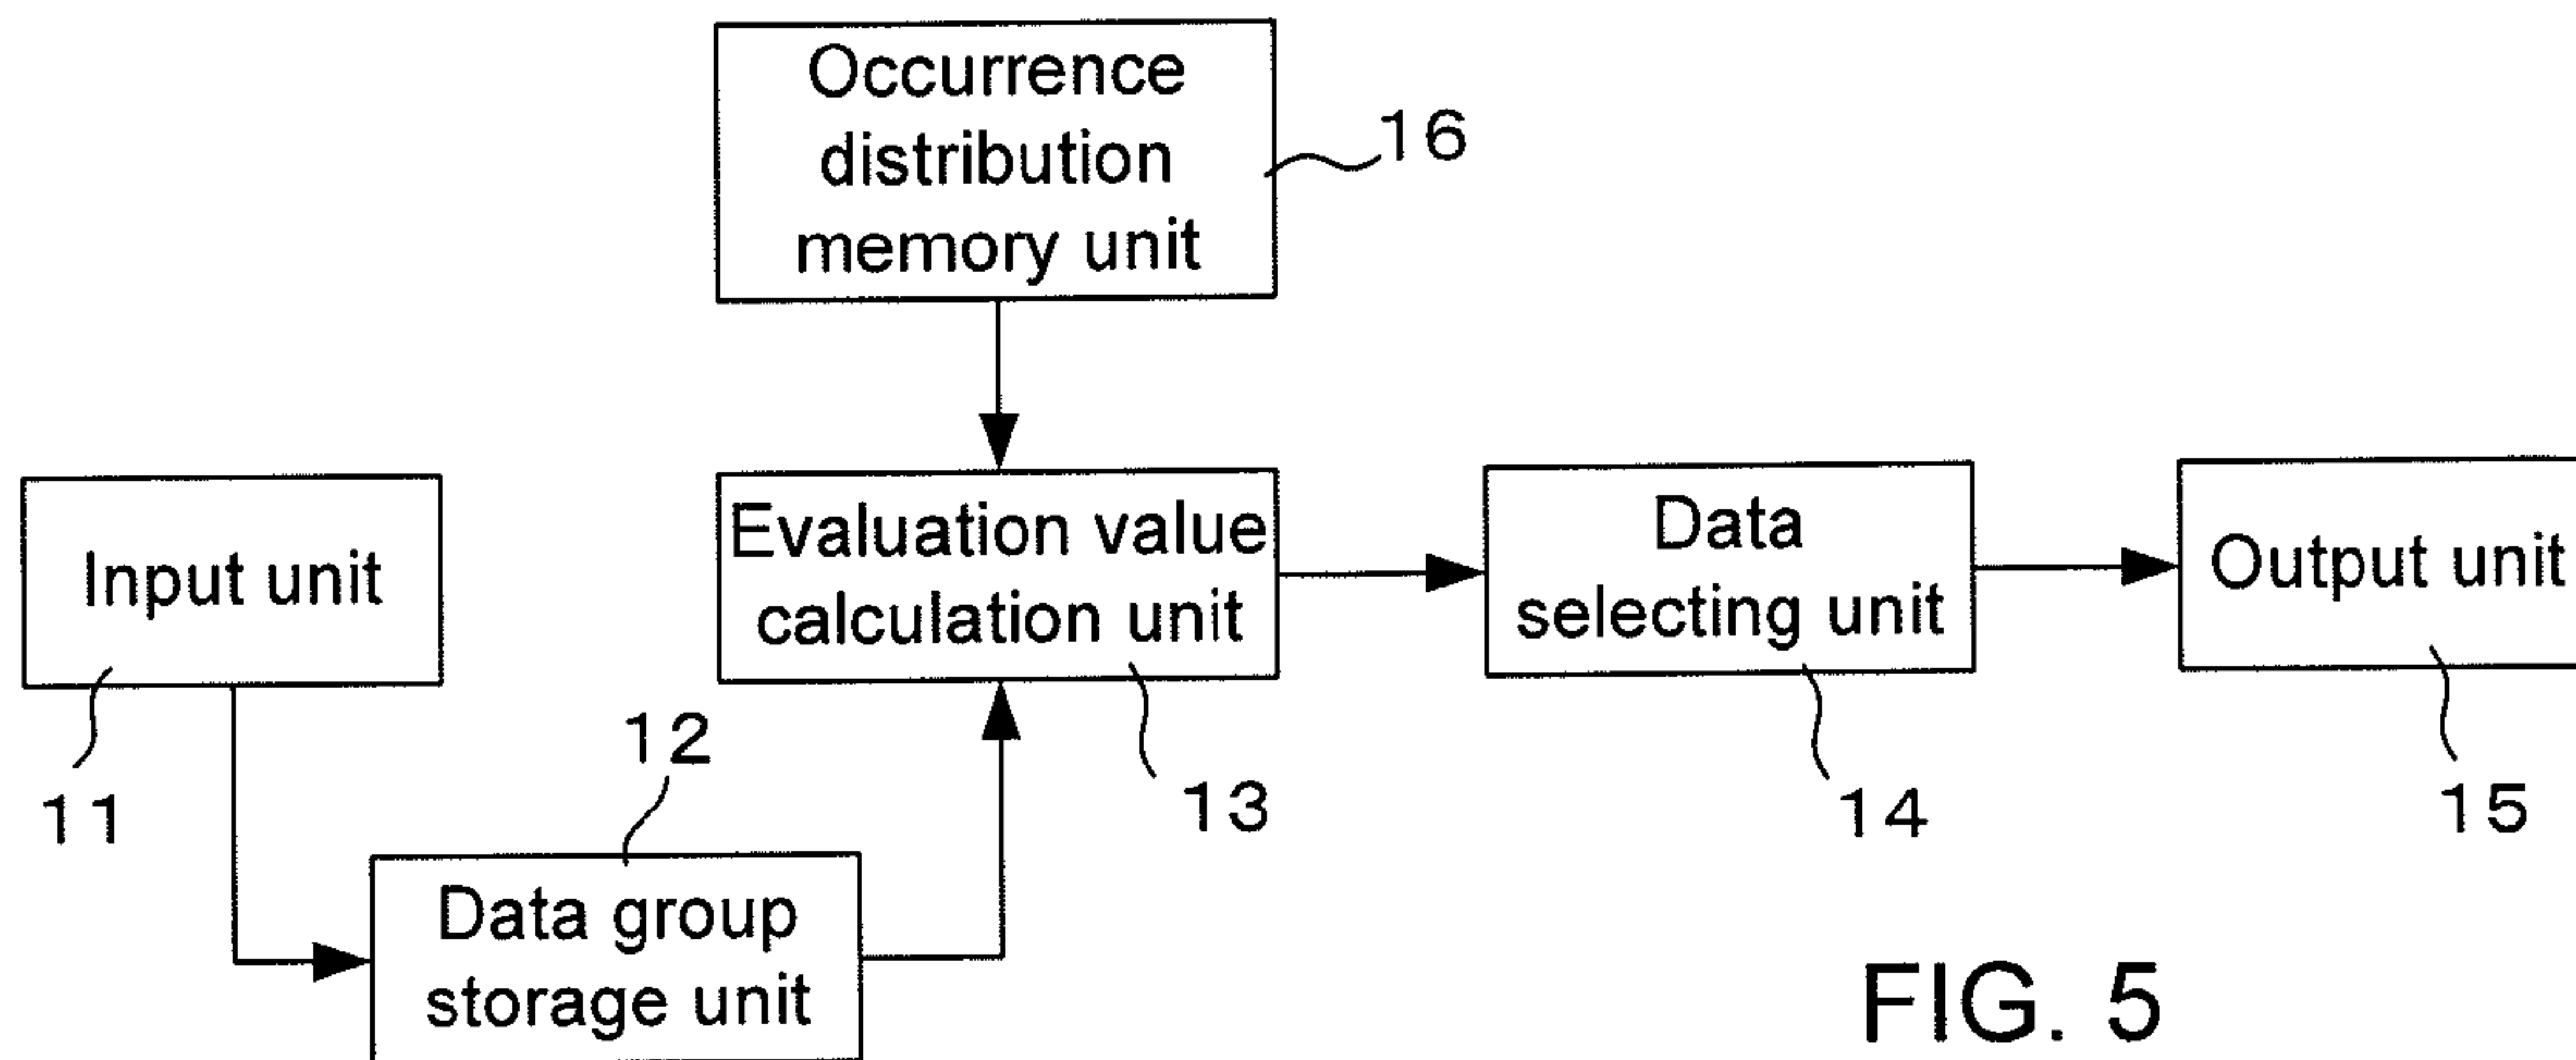 Occurrence
distribution
memory unit
16
Input unit
11
Evaluation value
calculation unit
13
Data
selecting unit
14
Output unit
15
12
Data group
storage unit
FIG. 5